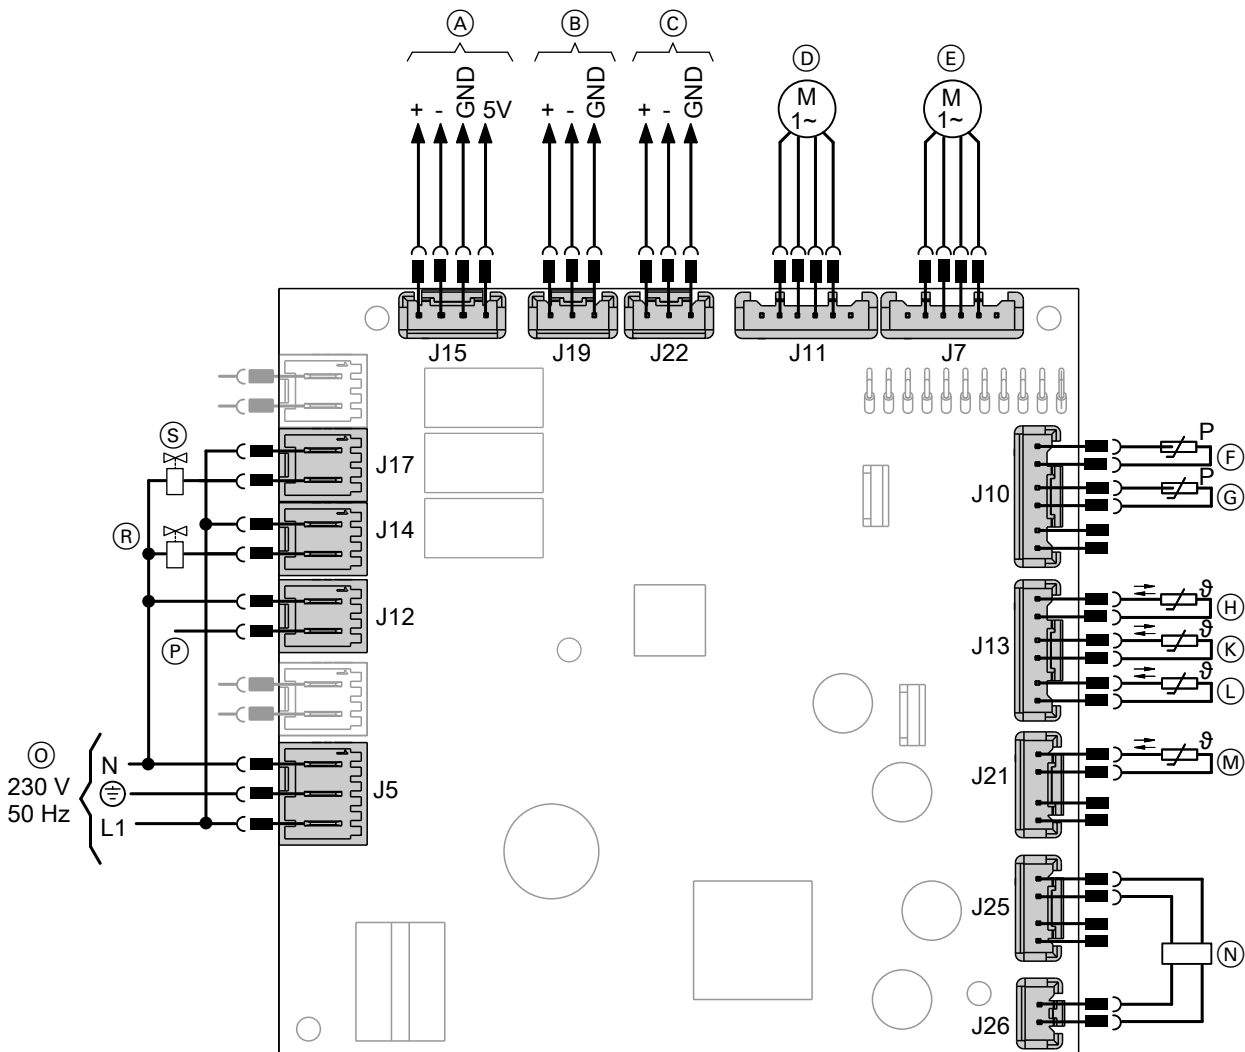 Ⓐ Ⓑ Ⓒ
Ⓓ Ⓔ
+ - GND 5V
+ - GND
+ - GND
M
1~
M
1~
J15 J19 J22 J11 J7
Ⓢ
J17
Ⓡ
J14
J12
Ⓟ
Ⓞ
230 V
50 Hz
N
L1
J5
J10
P
Ⓕ
P
Ⓖ
J13
ϑ
Ⓗ
ϑ
Ⓚ
ϑ
Ⓛ
J21
ϑ
Ⓜ
J25
Ⓝ
J26